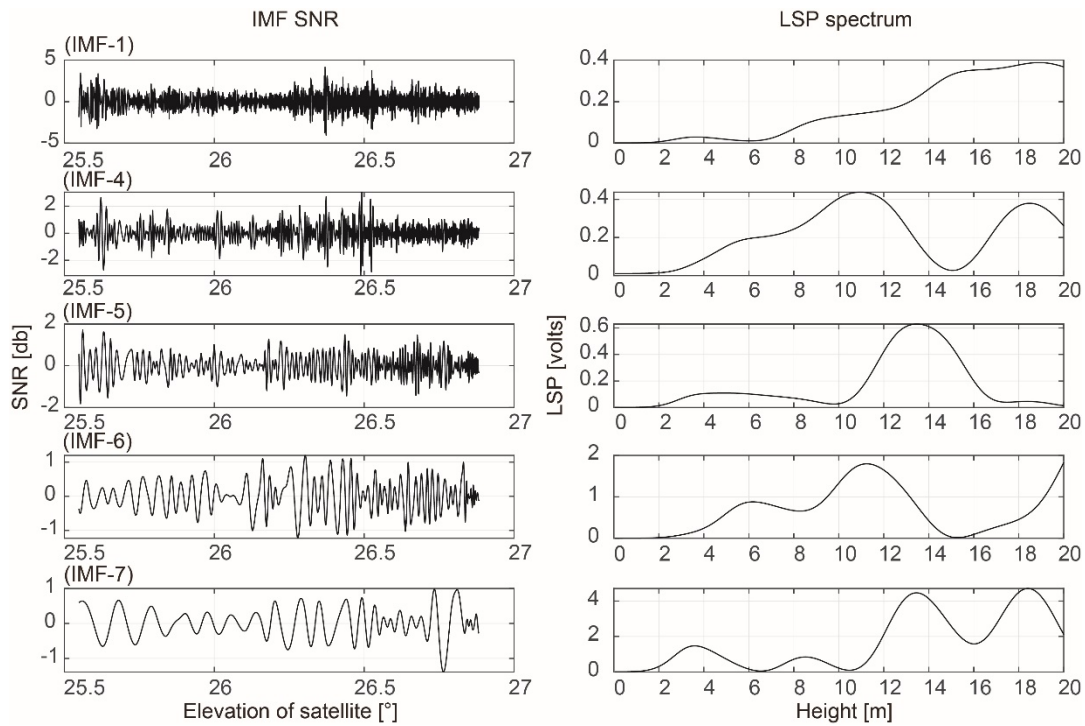 IMF SNR
LSP spectrum
(IMF-1)
5
0
-5
25.5 26 26.5 27
0.4
0.2
0
0 2 4 6 8 10 12 14 16 18 20
(IMF-4)
2
0
-2
25.5 26 26.5 27
0.4
0.2
0
0 2 4 6 8 10 12 14 16 18 20
(IMF-5)
2
0
-2
25.5 26 26.5 27
0.6
0.4
0.2
0
0 2 4 6 8 10 12 14 16 18 20
SNR [db]
LSP [volts]
(IMF-6)
1
0
-1
25.5 26 26.5 27
2
1
0
0 2 4 6 8 10 12 14 16 18 20
(IMF-7)
1
0
-1
25.5 26 26.5 27
4
2
0
0 2 4 6 8 10 12 14 16 18 20
Elevation of satellite [°]
Height [m]